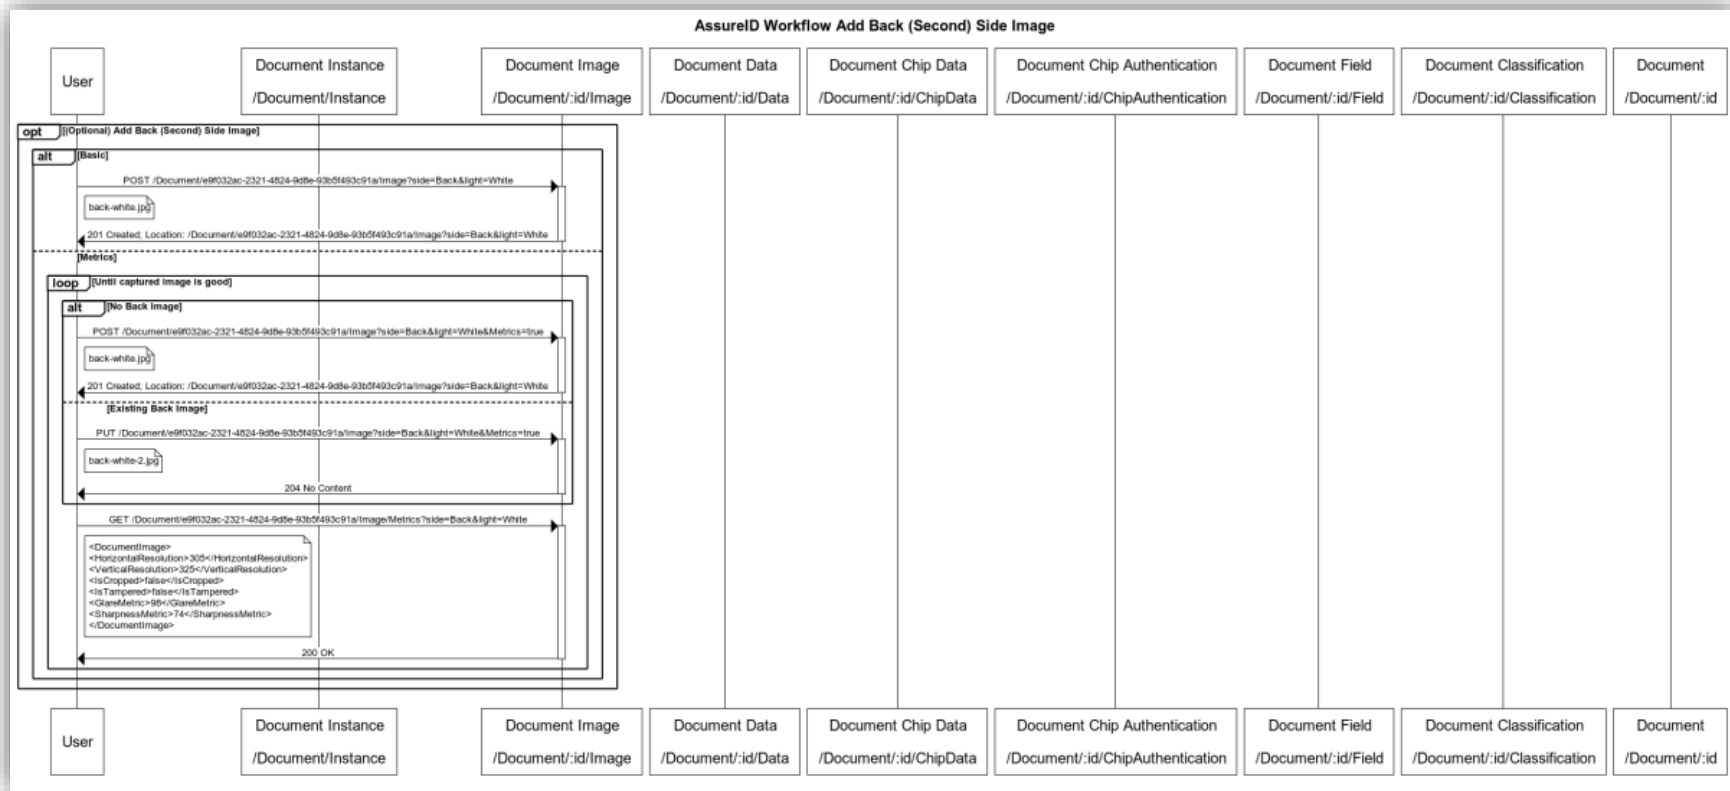 AssureID Workflow Add Back (Second) Side Image
User
Document Instance
/Document/Instance
Document Image
/Document/:id/Image
Document Data
/Document/:id/Data
Document Chip Data
/Document/:id/ChipData
Document Chip Authentication
/Document/:id/ChipAuthentication
Document Field
/Document/:id/Field
Document Classification
/Document/:id/Classification
Document
/Document/:id
opt [(Optional) Add Back (Second) Side Image]
alt [Basic]
POST /Document/e9f032ac-2321-4824-9d8e-93b5f493c91a/Image?side=Back&light=White
back-white.jpg
201 Created; Location: /Document/e9f032ac-2321-4824-9d8e-93b5f493c91a/Image?side=Back&light=White
[Metrics]
loop [Until captured image is good]
alt [No Back Image]
POST /Document/e9f032ac-2321-4824-9d8e-93b5f493c91a/Image?side=Back&light=White&Metrics=true
back-white.jpg
201 Created; Location: /Document/e9f032ac-2321-4824-9d8e-93b5f493c91a/Image?side=Back&light=White
[Existing Back Image]
PUT /Document/e9f032ac-2321-4824-9d8e-93b5f493c91a/Image?side=Back&light=White&Metrics=true
back-white-2.jpg
204 No Content
GET /Document/e9f032ac-2321-4824-9d8e-93b5f493c91a/Image/Metrics?side=Back&light=White
<DocumentImage>
<HorizontalResolution>305</HorizontalResolution>
<VerticalResolution>325</VerticalResolution>
<IsCropped>false</IsCropped>
<IsTampered>false</IsTampered>
<GlareMetric>98</GlareMetric>
<SharpnessMetric>74</SharpnessMetric>
</DocumentImage>
200 OK
User
Document Instance
/Document/Instance
Document Image
/Document/:id/Image
Document Data
/Document/:id/Data
Document Chip Data
/Document/:id/ChipData
Document Chip Authentication
/Document/:id/ChipAuthentication
Document Field
/Document/:id/Field
Document Classification
/Document/:id/Classification
Document
/Document/:id